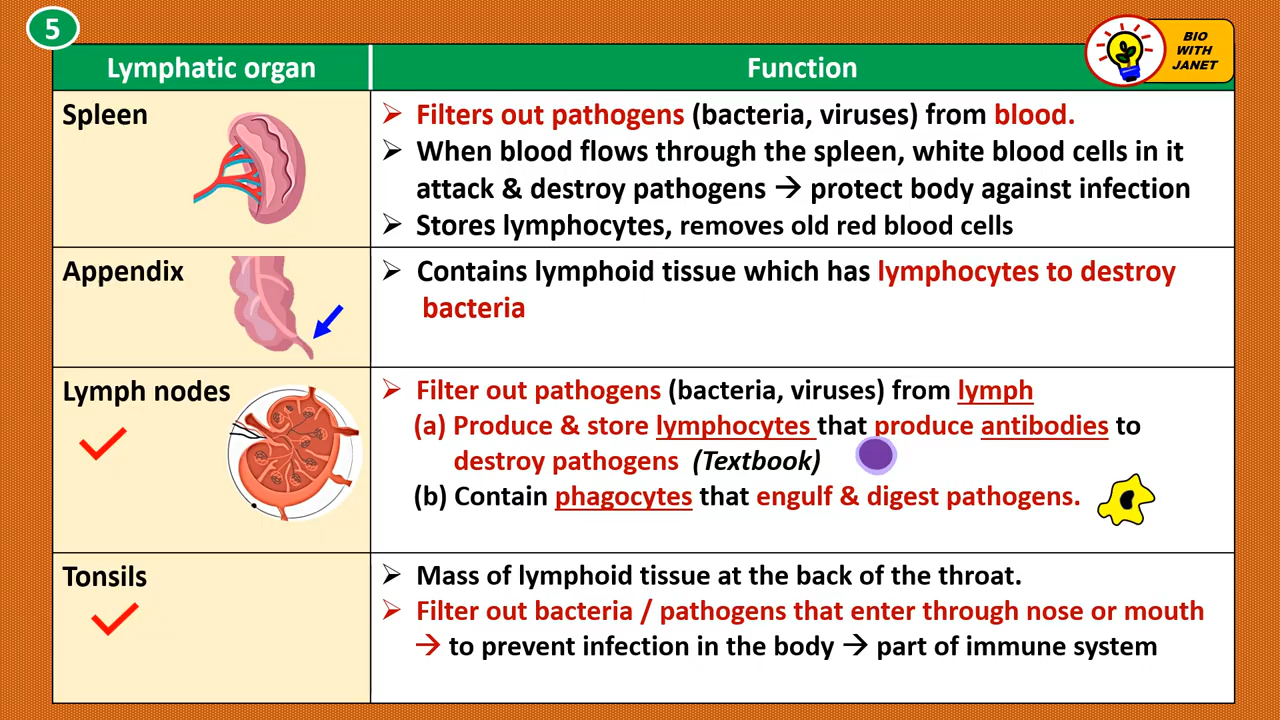 5
BIO
WITH
JANET
Lymphatic organ
Function
Spleen
➢ Filters out pathogens (bacteria, viruses) from blood.
➢ When blood flows through the spleen, white blood cells in it
attack & destroy pathogens → protect body against infection
➢ Stores lymphocytes, removes old red blood cells
Appendix
➢ Contains lymphoid tissue which has lymphocytes to destroy
bacteria
Lymph nodes
➢ Filter out pathogens (bacteria, viruses) from lymph
(a) Produce & store lymphocytes that produce antibodies to
destroy pathogens (Textbook)
(b) Contain phagocytes that engulf & digest pathogens.
Tonsils
➢ Mass of lymphoid tissue at the back of the throat.
➢ Filter out bacteria / pathogens that enter through nose or mouth
→ to prevent infection in the body → part of immune system